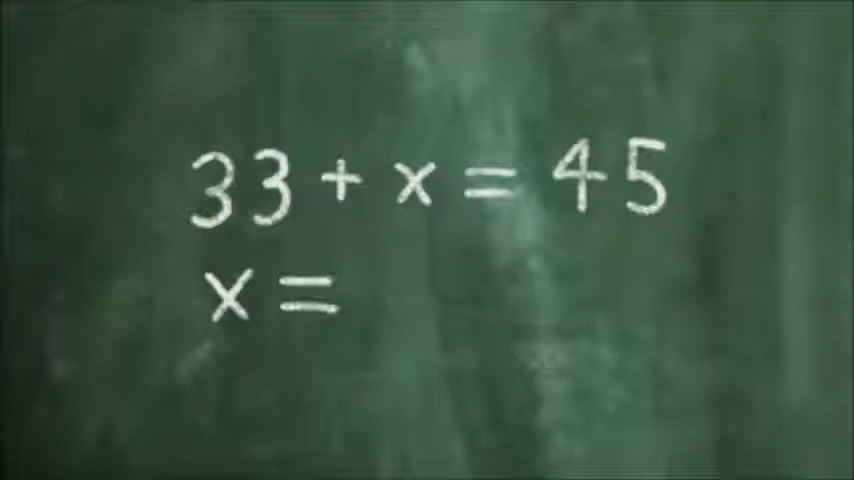 33 + x = 45
x =